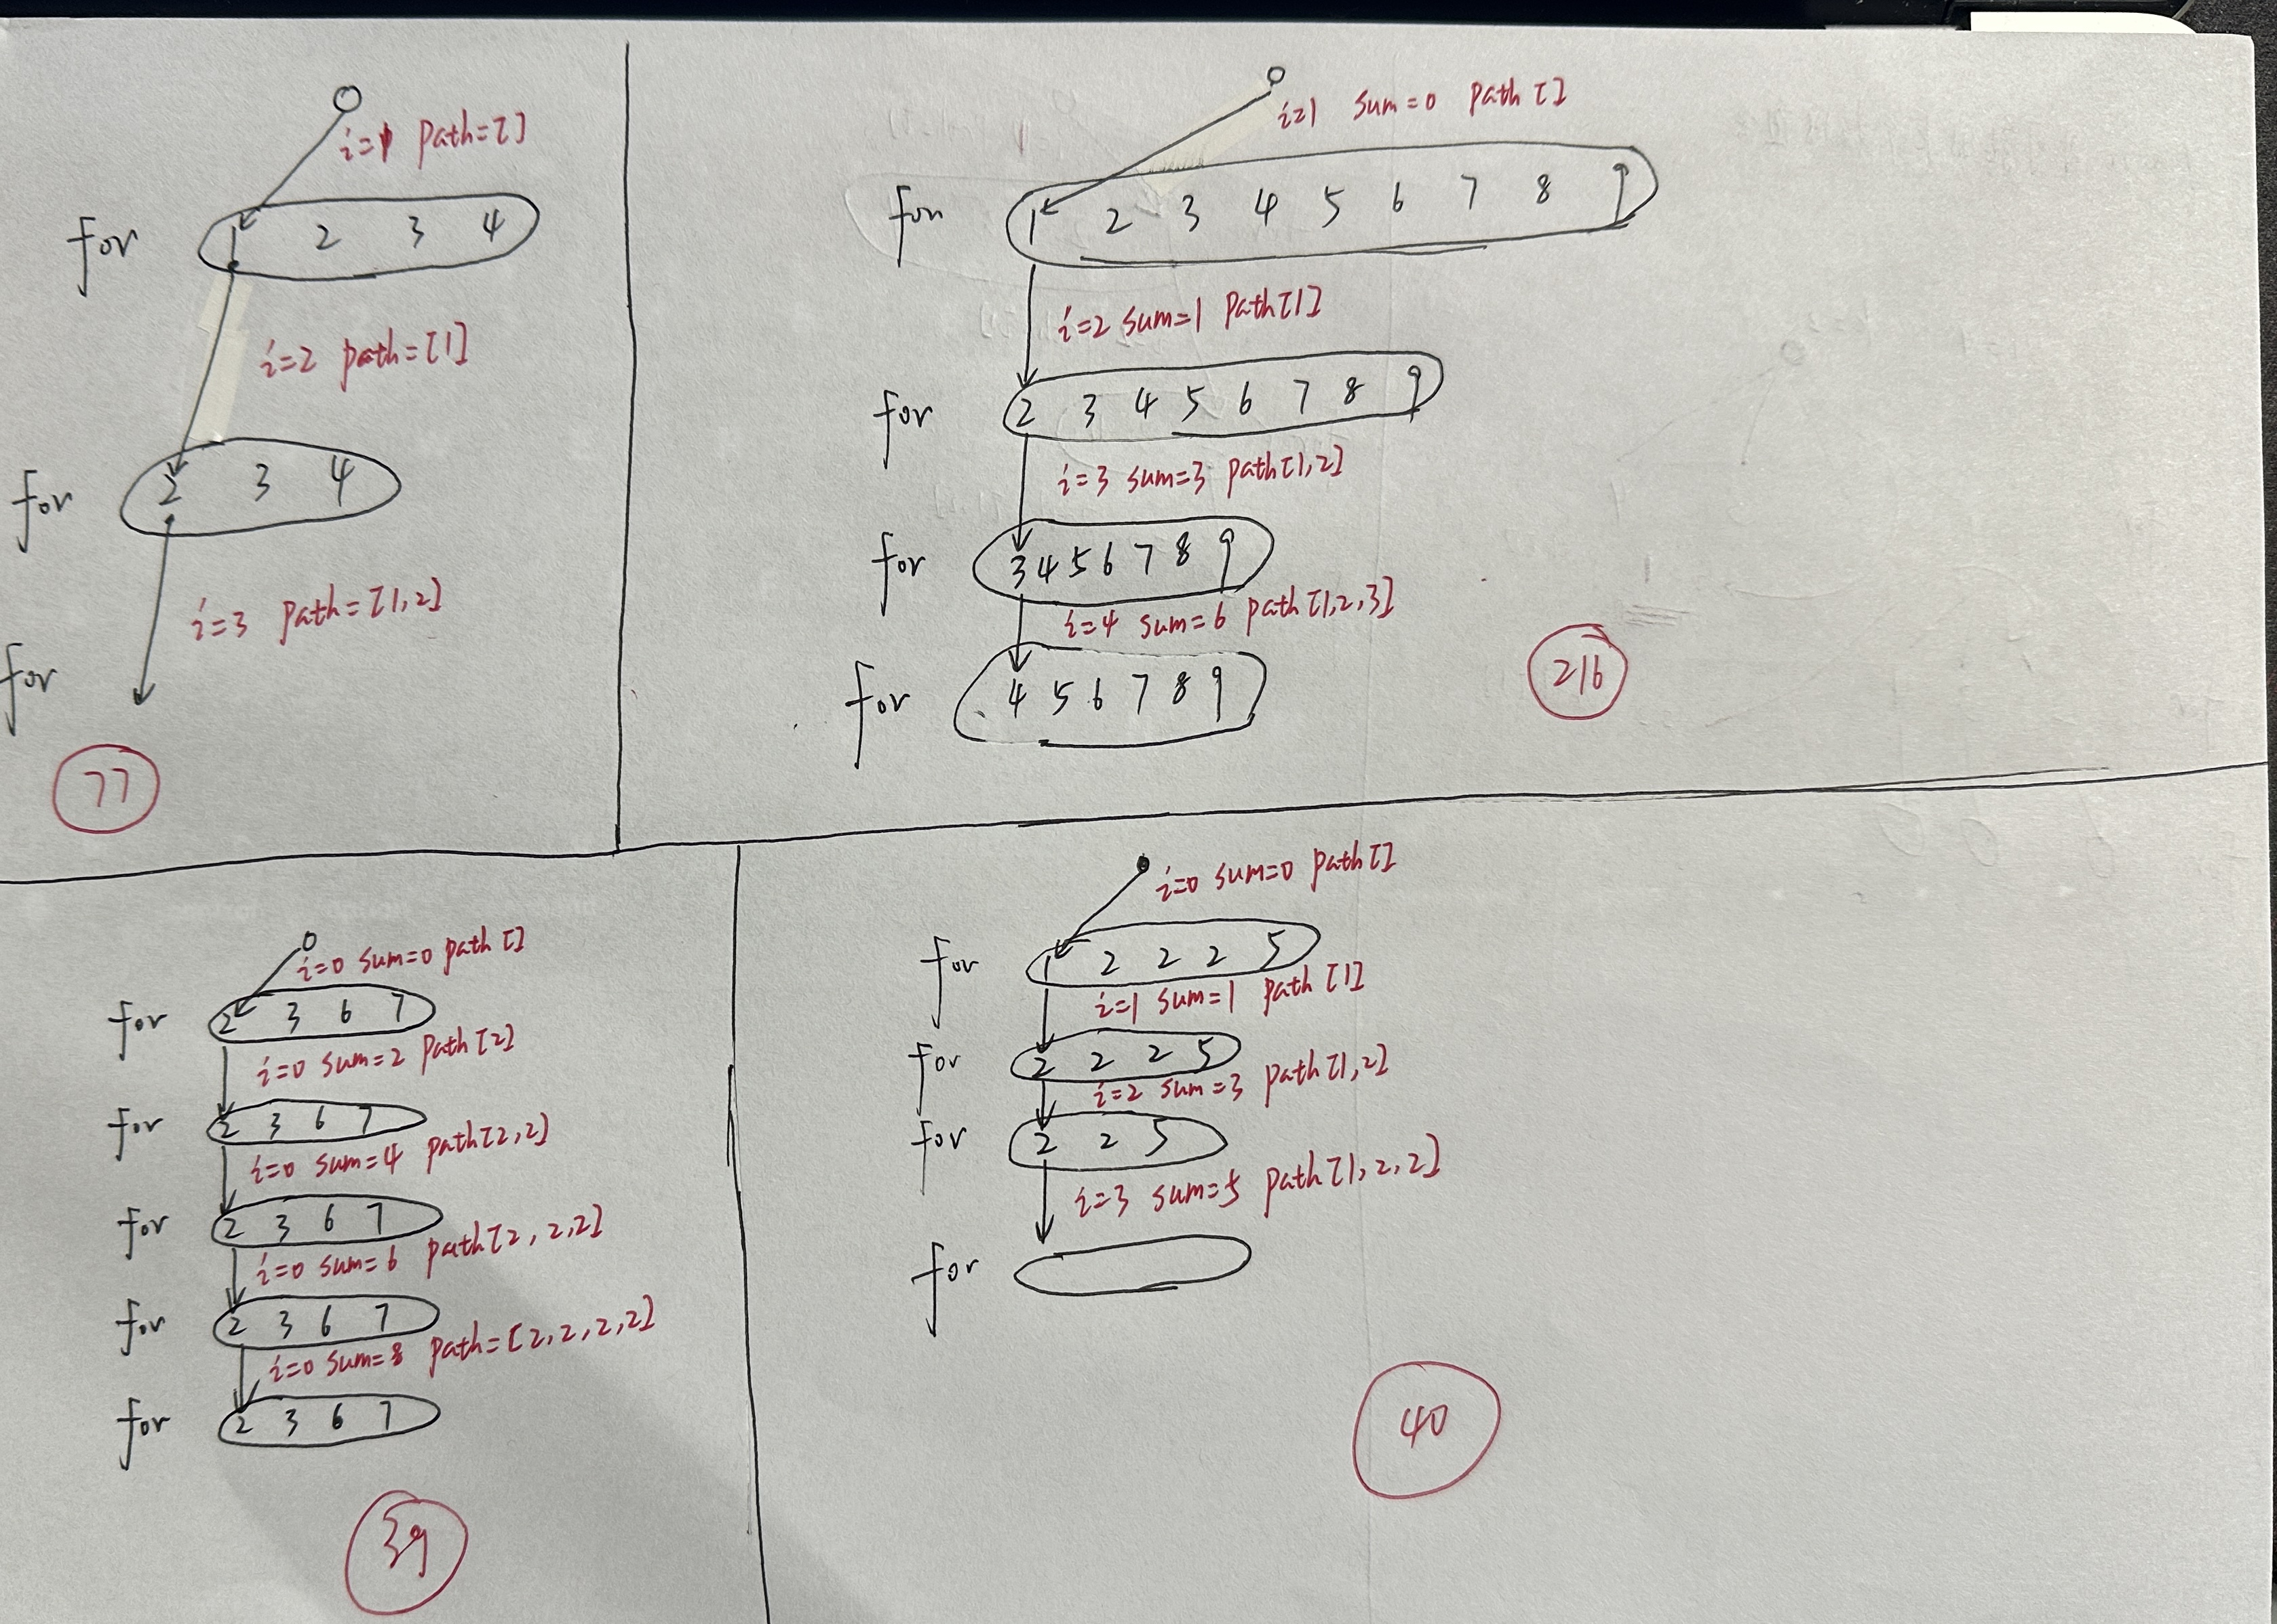 i=1 path=[]
for 1 2 3 4
i=2 path=[1]
for 2 3 4
i=3 path=[1,2]
for
77
i=1 sum=0 path[]
for 1 2 3 4 5 6 7 8 9
i=2 sum=1 path[1]
for 2 3 4 5 6 7 8 9
i=3 sum=3 path[1,2]
for 3 4 5 6 7 8 9
i=4 sum=6 path[1,2,3]
for 4 5 6 7 8 9
216
i=0 sum=0 path[]
for 2 3 6 7
i=0 sum=2 path[2]
for 2 3 6 7
i=0 sum=4 path[2,2]
for 2 3 6 7
i=0 sum=6 path[2,2,2]
for 2 3 6 7
i=0 sum=8 path=[2,2,2,2]
for 2 3 6 7
39
i=0 sum=0 path[]
for 1 2 2 2 5
i=1 sum=1 path[1]
for 2 2 2 5
i=2 sum=3 path[1,2]
for 2 2 5
i=3 sum=5 path[1,2,2]
for
40